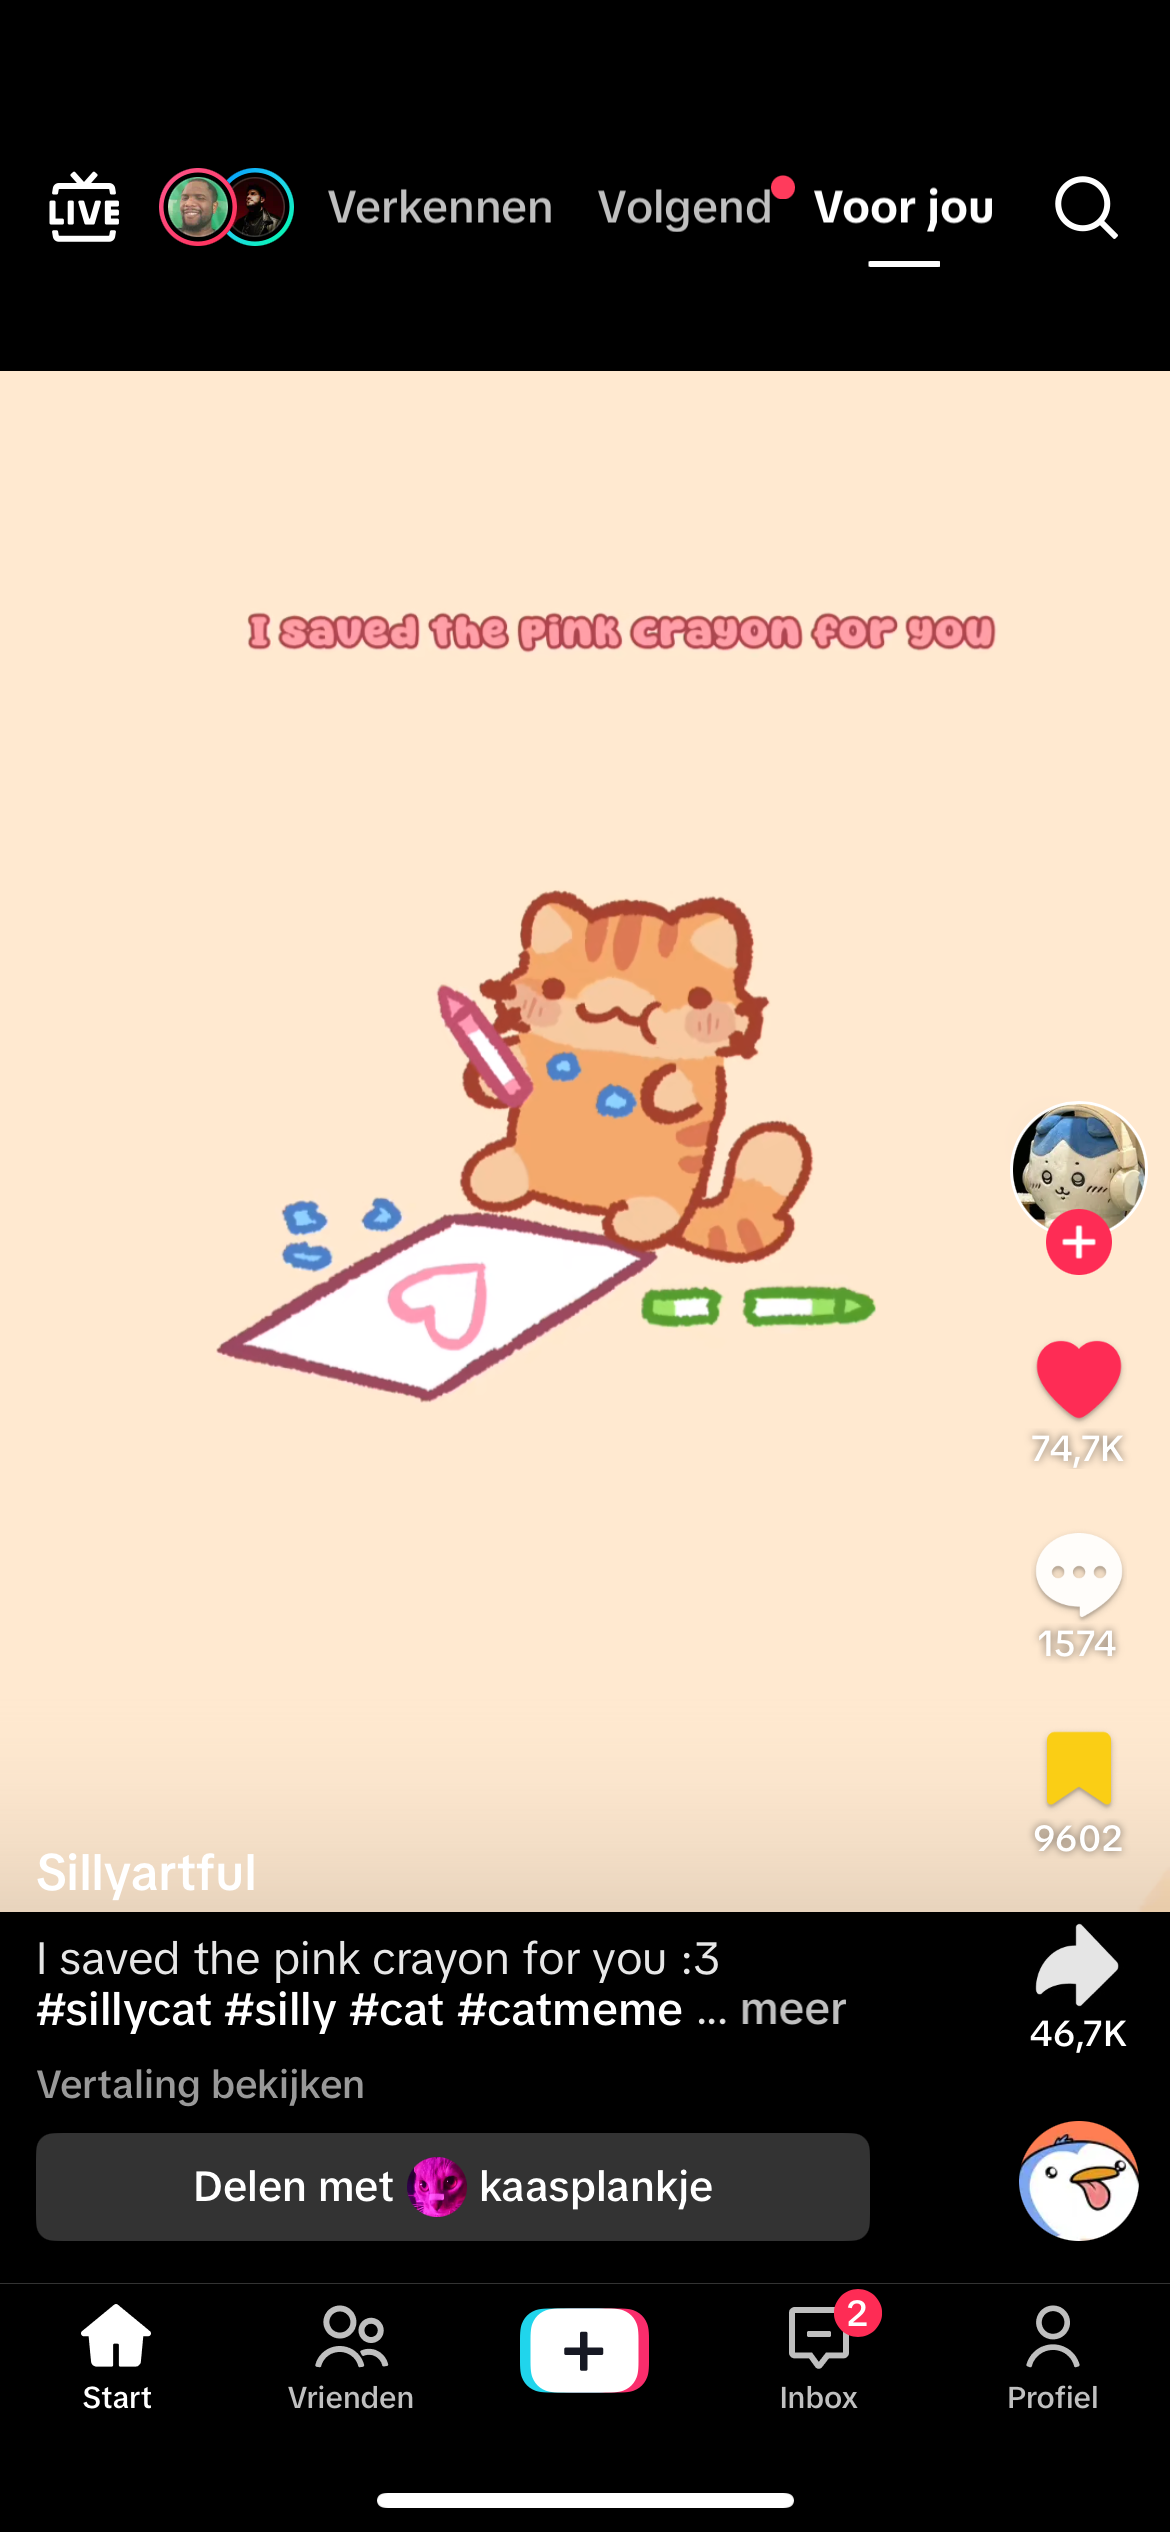 LIVE
Verkennen
Volgend
Voor jou
I saved the pink crayon for you
74,7K
1574
9602
Sillyartful
I saved the pink crayon for you :3
#sillycat #silly #cat #catmeme ... meer
46,7K
Vertaling bekijken
Delen met kaasplankje
2
Start
Vrienden
Inbox
Profiel